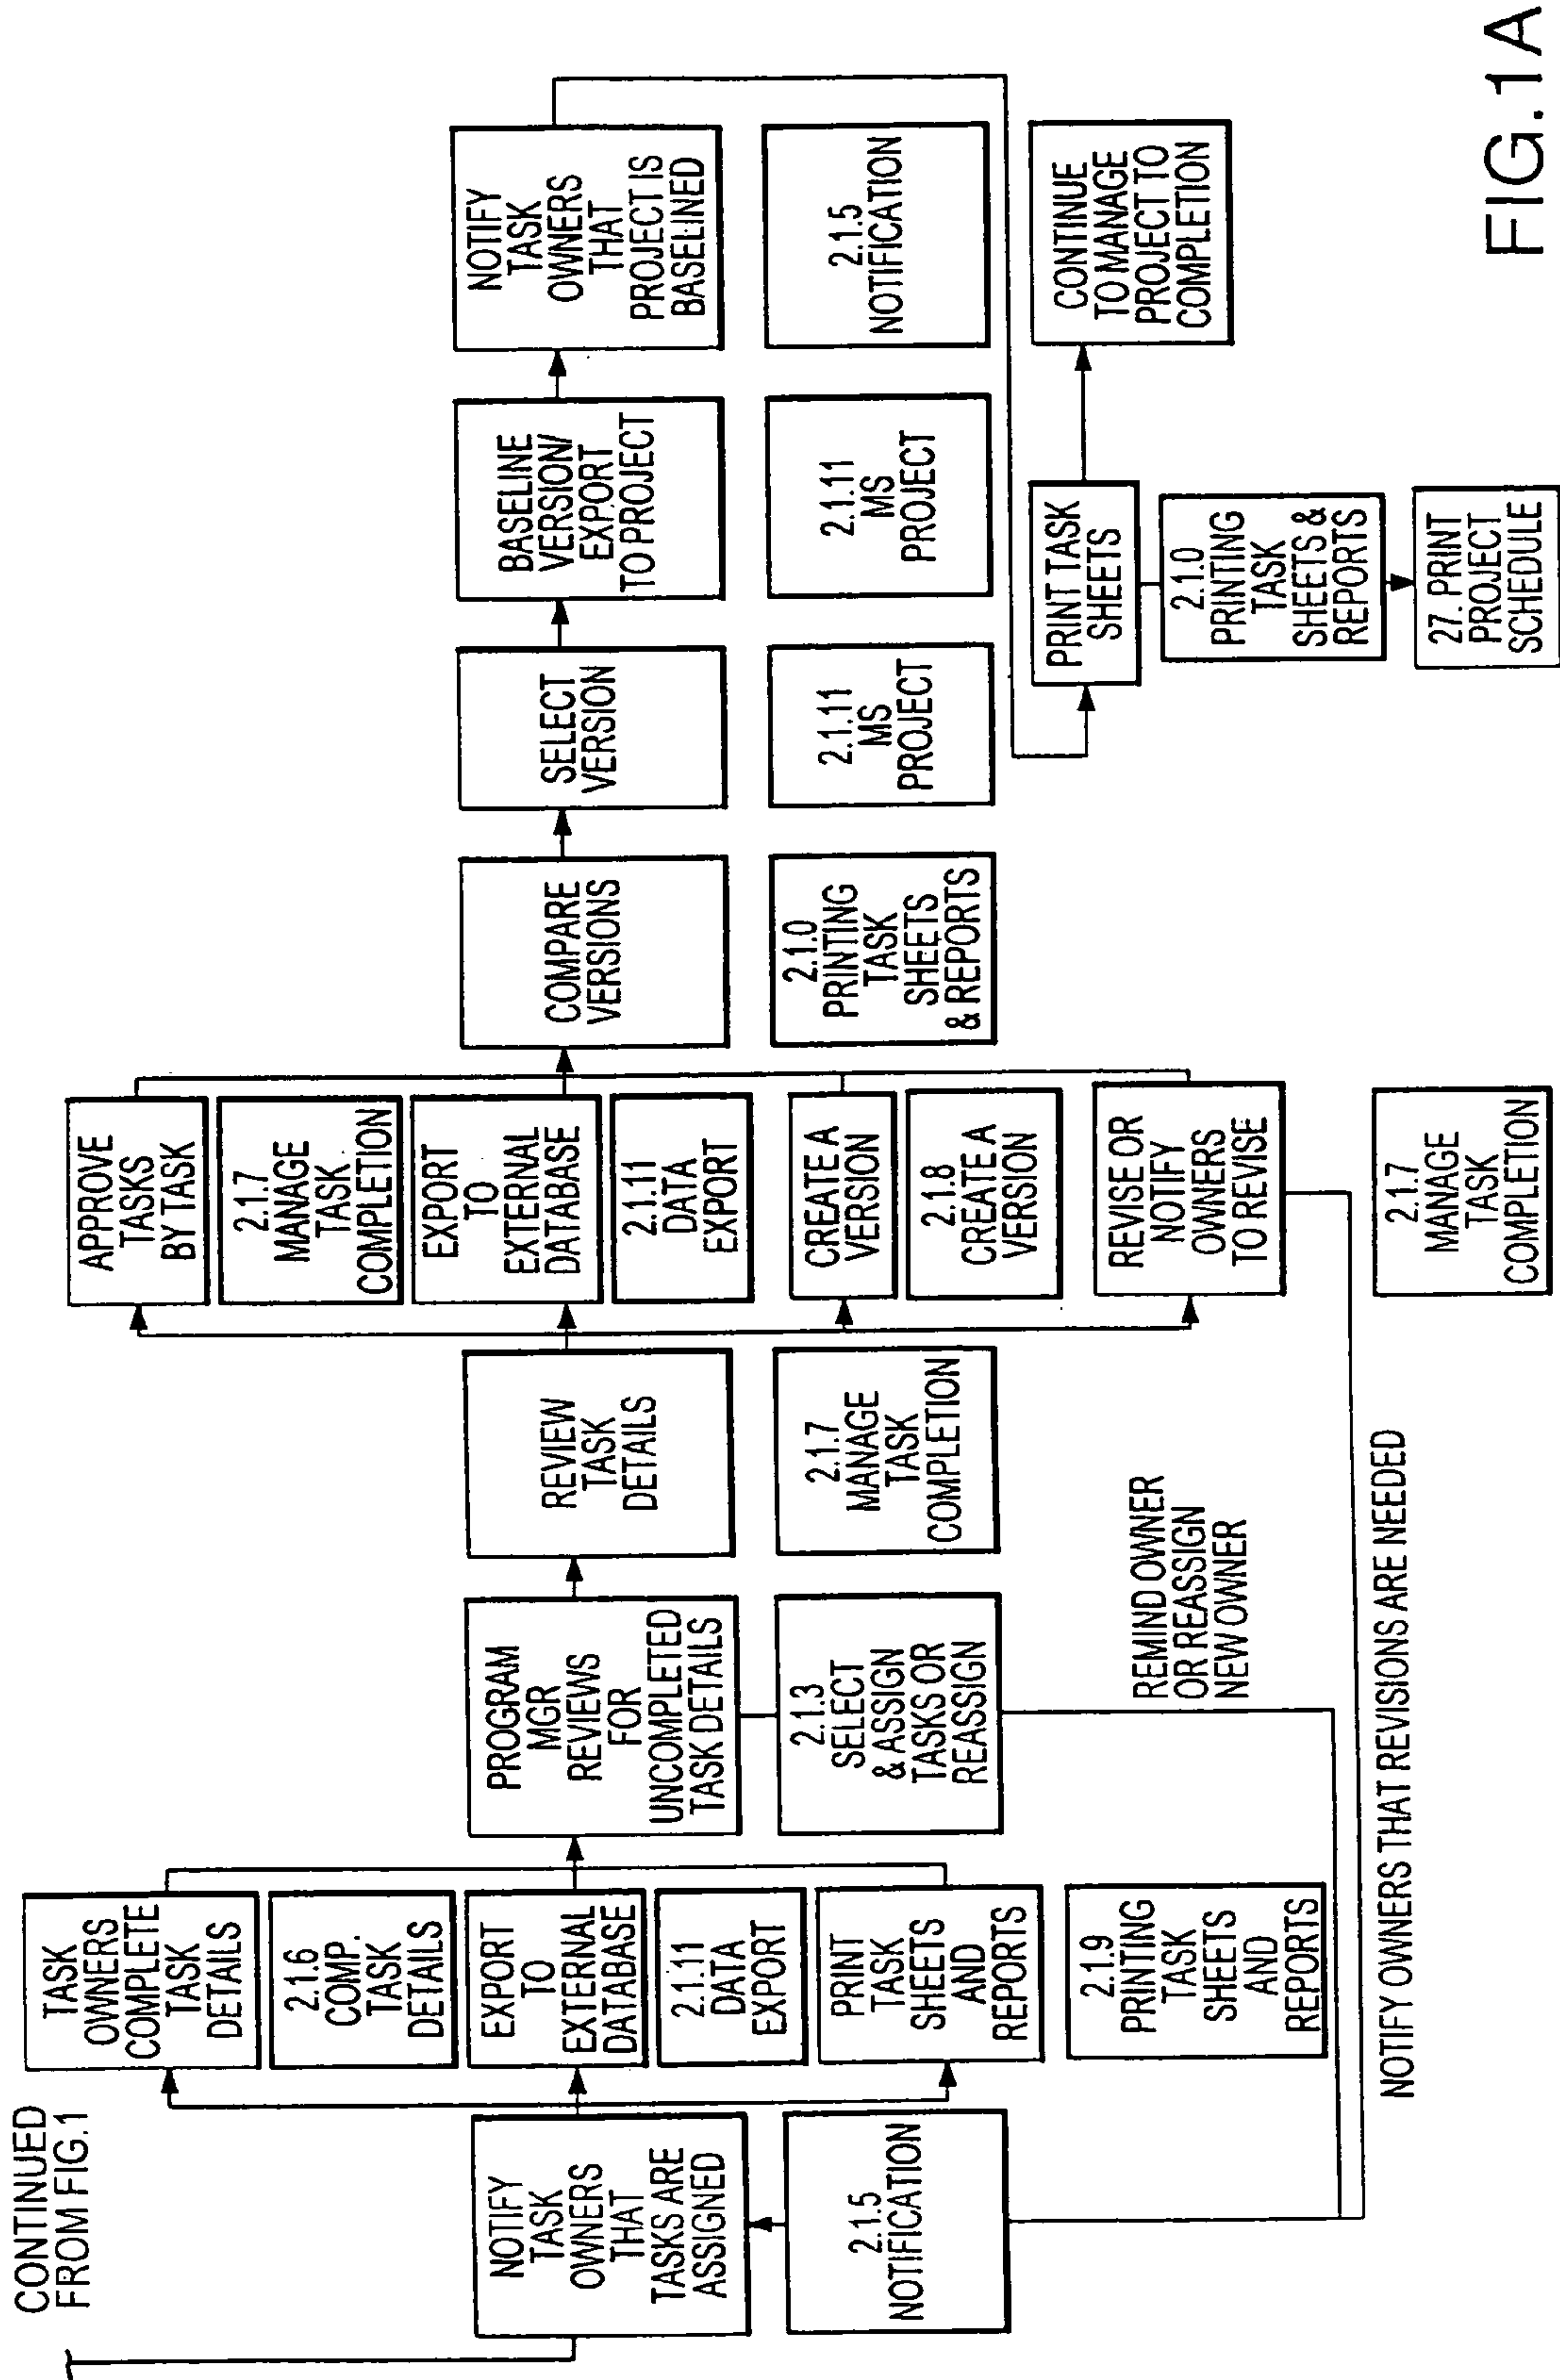 CONTINUED
FROM FIG.1
NOTIFY
TASK
OWNERS
THAT
TASKS ARE
ASSIGNED
2.1.5
NOTIFICATION
TASK
OWNERS
COMPLETE
TASK
DETAILS
2.1.6
COMP.
TASK
DETAILS
EXPORT
TO
EXTERNAL
DATABASE
2.1.11
DATA
EXPORT
PRINT
TASK
SHEETS
AND
REPORTS
2.1.9
PRINTING
TASK
SHEETS
AND
REPORTS
PROGRAM
MGR
REVIEWS
FOR
UNCOMPLETED
TASK DETAILS
2.1.3
SELECT
& ASSIGN
TASKS OR
REASSIGN
REMIND OWNER
OR REASSIGN
NEW OWNER
NOTIFY OWNERS THAT REVISIONS ARE NEEDED
REVIEW
TASK
DETAILS
2.1.7
MANAGE
TASK
COMPLETION
APPROVE
TASKS
BY TASK
2.1.7
MANAGE
TASK
COMPLETION
EXPORT
TO
EXTERNAL
DATABASE
2.1.11
DATA
EXPORT
CREATE A
VERSION
2.1.8
CREATE A
VERSION
REVISE OR
NOTIFY
OWNERS
TO REVISE
2.1.7
MANAGE
TASK
COMPLETION
COMPARE
VERSIONS
2.1.0
PRINTING
TASK
SHEETS
& REPORTS
SELECT
VERSION
2.1.11
MS
PROJECT
BASELINE
VERSION/
EXPORT
TO PROJECT
2.1.11
MS
PROJECT
NOTIFY
TASK
OWNERS
THAT
PROJECT IS
BASELINED
2.1.5
NOTIFICATION
PRINT TASK
SHEETS
2.1.0
PRINTING
TASK
SHEETS &
REPORTS
27. PRINT
PROJECT
SCHEDULE
CONTINUE
TO MANAGE
PROJECT TO
COMPLETION
FIG.1A